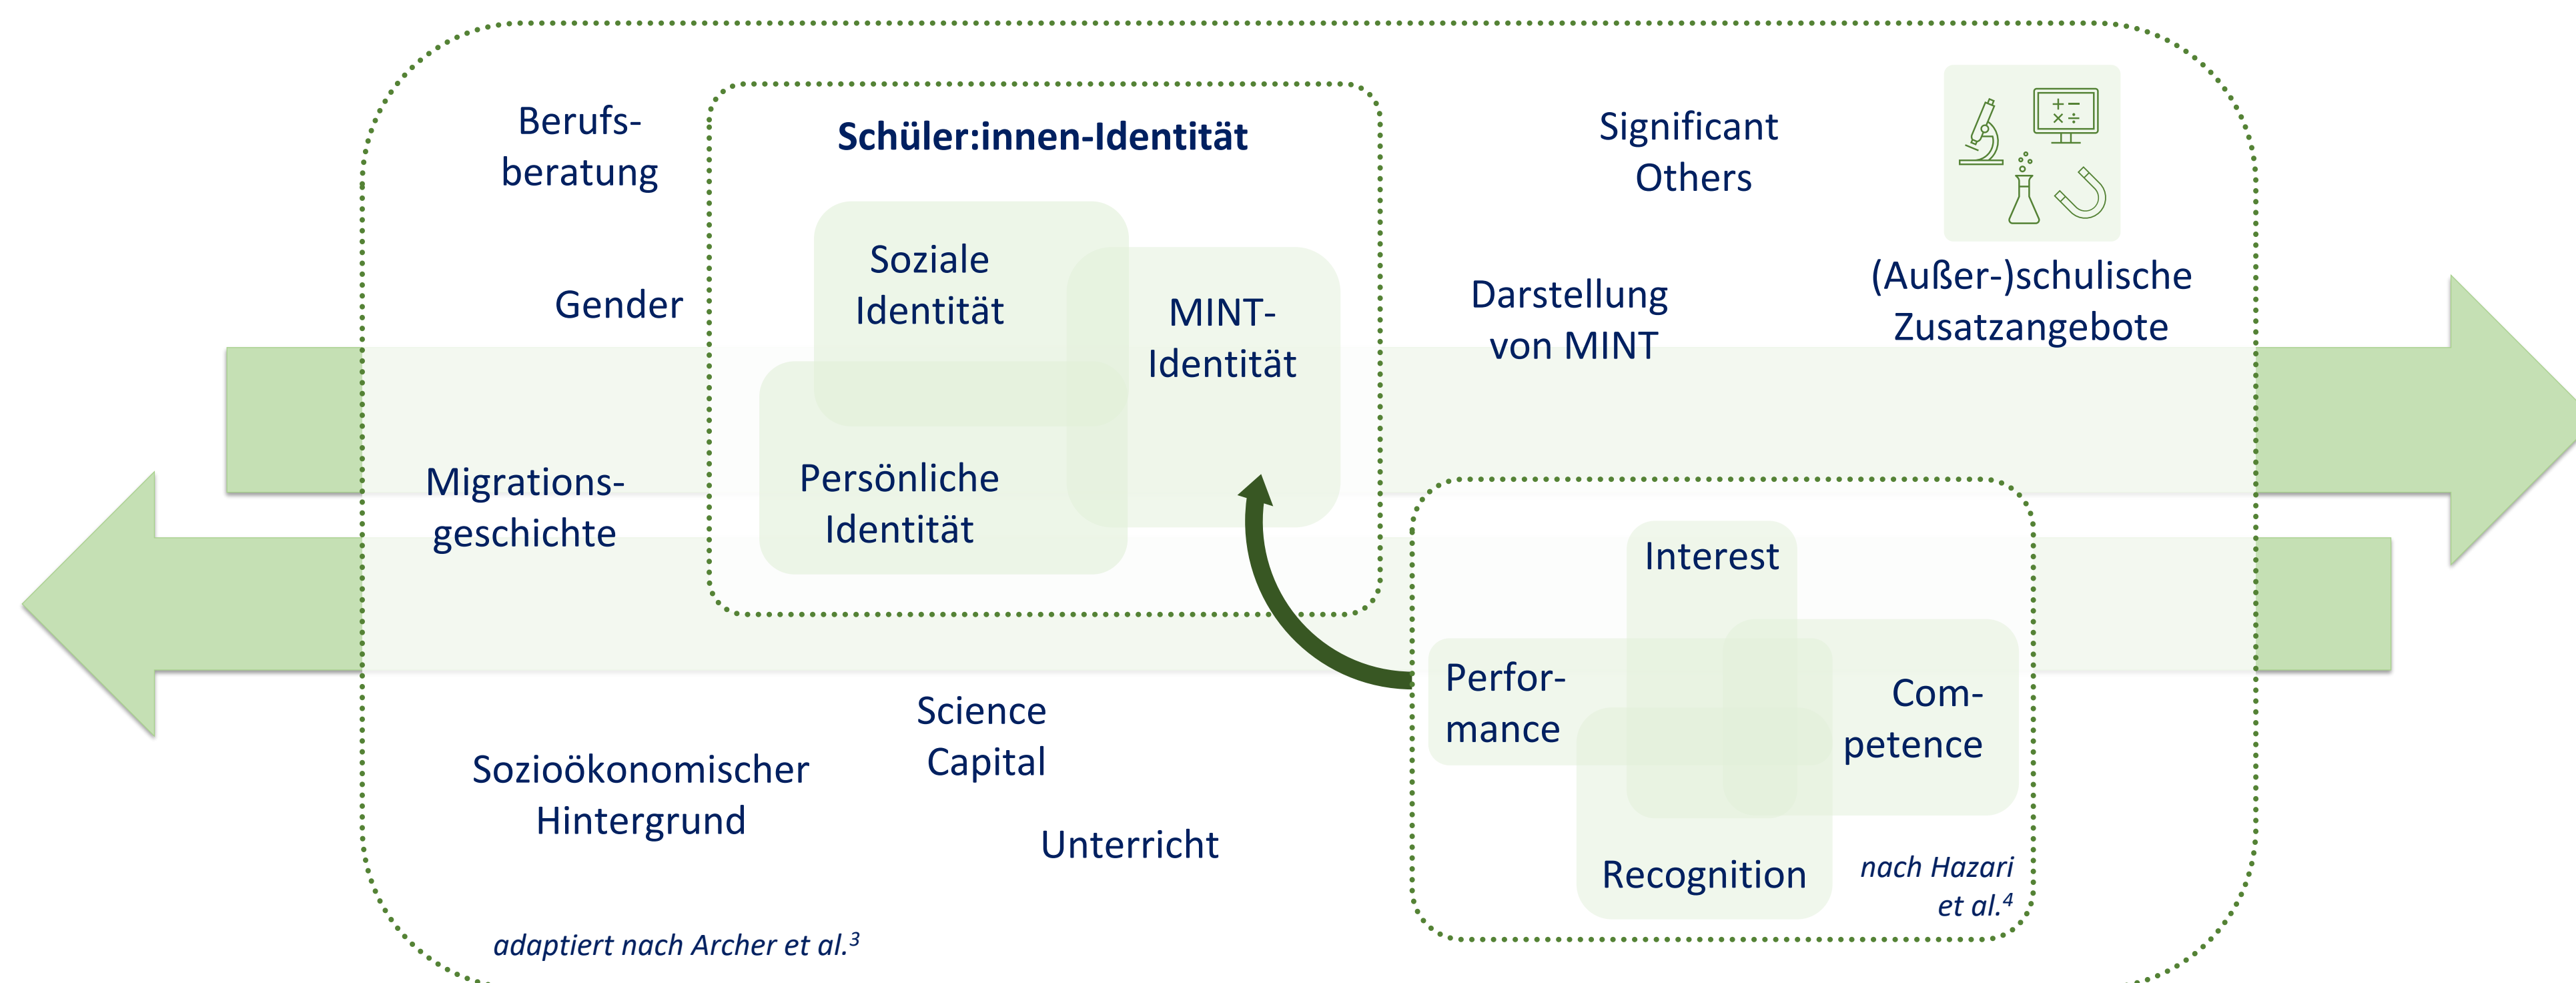 Berufs-
beratung
Schüler:innen-Identität
Significant
Others
Soziale
Identität
MINT-
Identität
Gender
Darstellung
von MINT
(Außer-)schulische
Zusatzangebote
Migrations-
geschichte
Persönliche
Identität
Interest
Perfor-
mance
Com-
petence
Science
Capital
Sozioökonomischer
Hintergrund
Unterricht
Recognition
nach Hazari
et al.⁴
adaptiert nach Archer et al.³